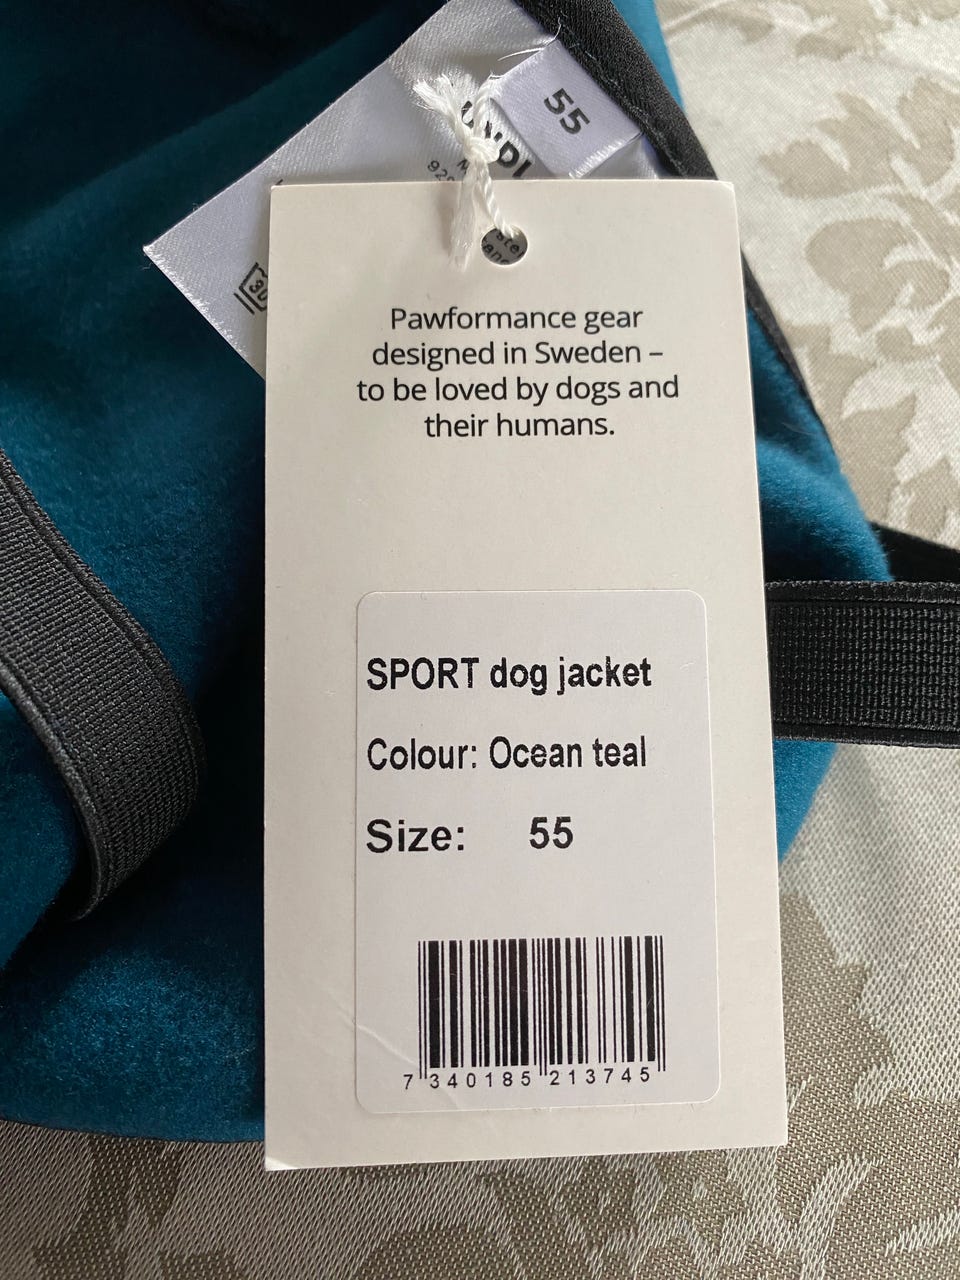 55
Pawformance gear
designed in Sweden –
to be loved by dogs and
their humans.
SPORT dog jacket
Colour: Ocean teal
Size: 55
7 340185 213745